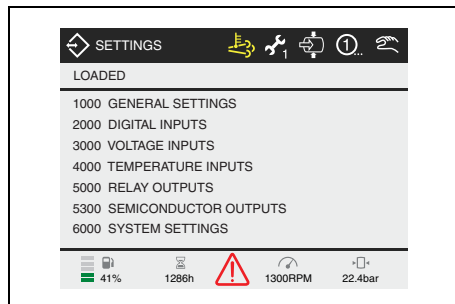 SETTINGS 1 1...
LOADED
1000 GENERAL SETTINGS
2000 DIGITAL INPUTS
3000 VOLTAGE INPUTS
4000 TEMPERATURE INPUTS
5000 RELAY OUTPUTS
5300 SEMICONDUCTOR OUTPUTS
6000 SYSTEM SETTINGS
41% 1286h 1300RPM 22.4bar